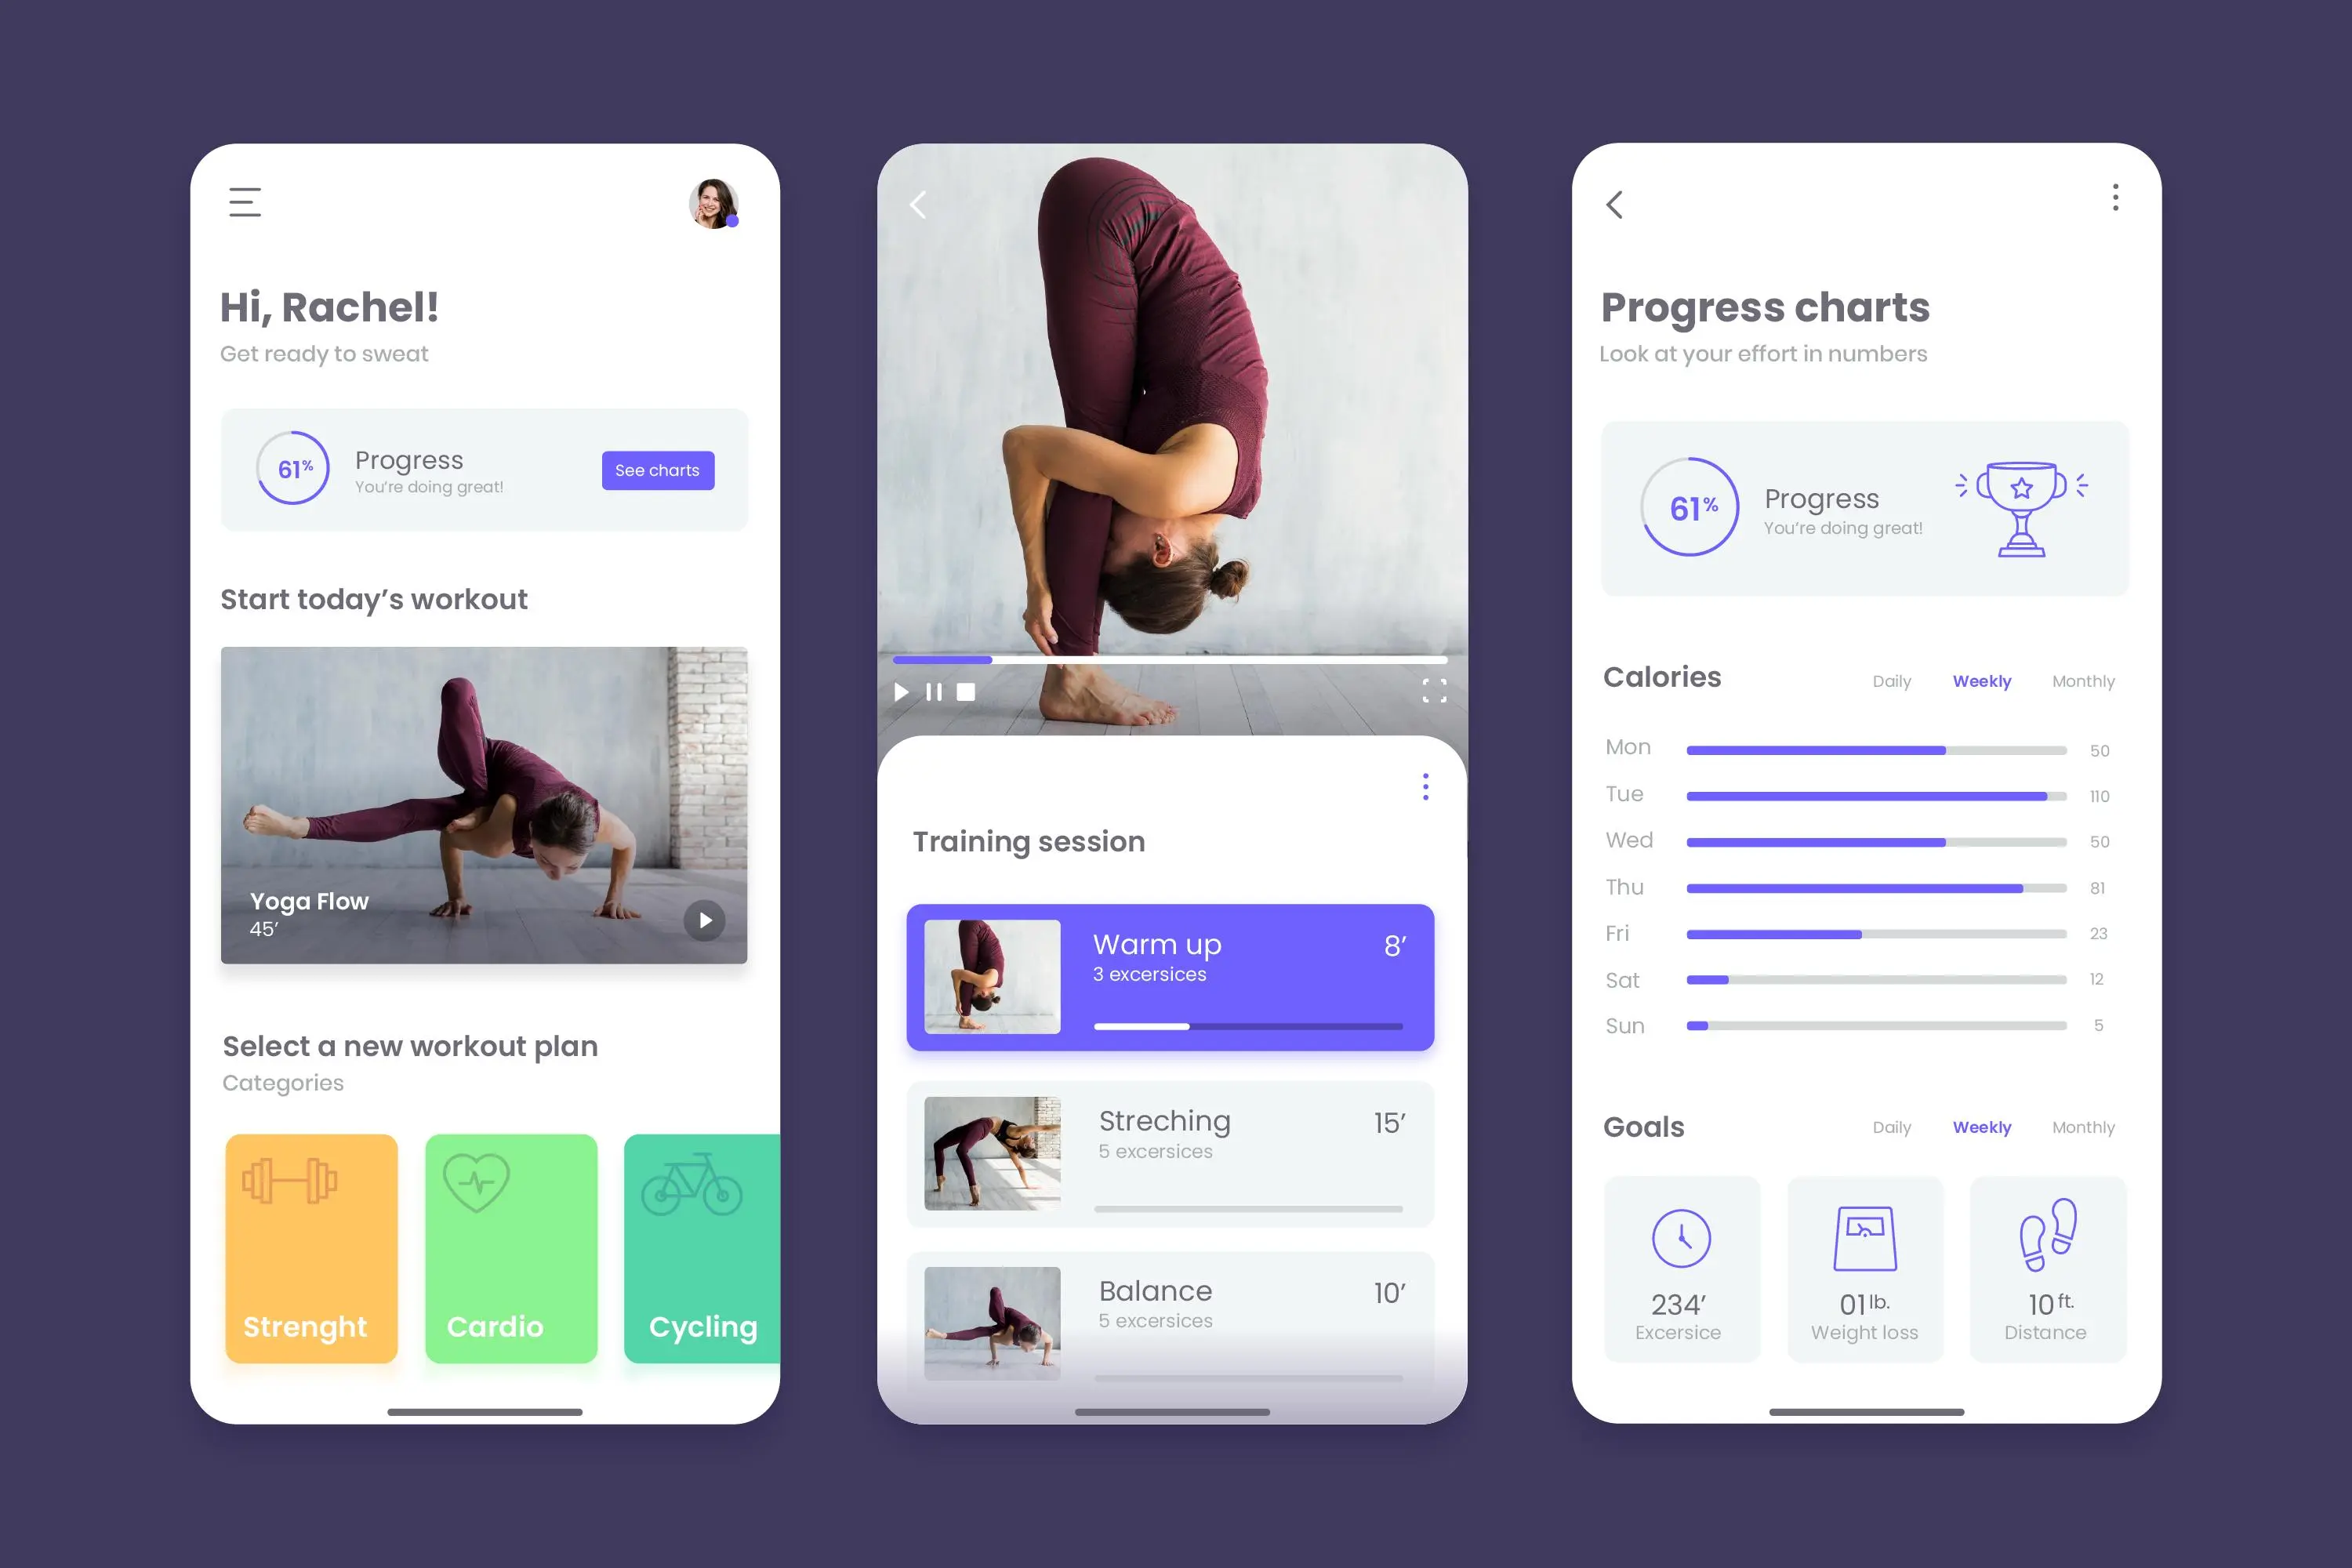 Hi, Rachel!
Get ready to sweat
61%
Progress
You're doing great!
See charts
Start today's workout
Yoga Flow
45'
Select a new workout plan
Categories
Strenght
Cardio
Cycling
Training session
Warm up
8'
3 excersices
Streching
15'
5 excersices
Balance
10'
5 excersices
Progress charts
Look at your effort in numbers
61%
Progress
You're doing great!
Calories
Daily Weekly Monthly
Mon 50
Tue 110
Wed 50
Thu 81
Fri 23
Sat 12
Sun 5
Goals
Daily Weekly Monthly
234'
Excersice
01 lb.
Weight loss
10 ft.
Distance